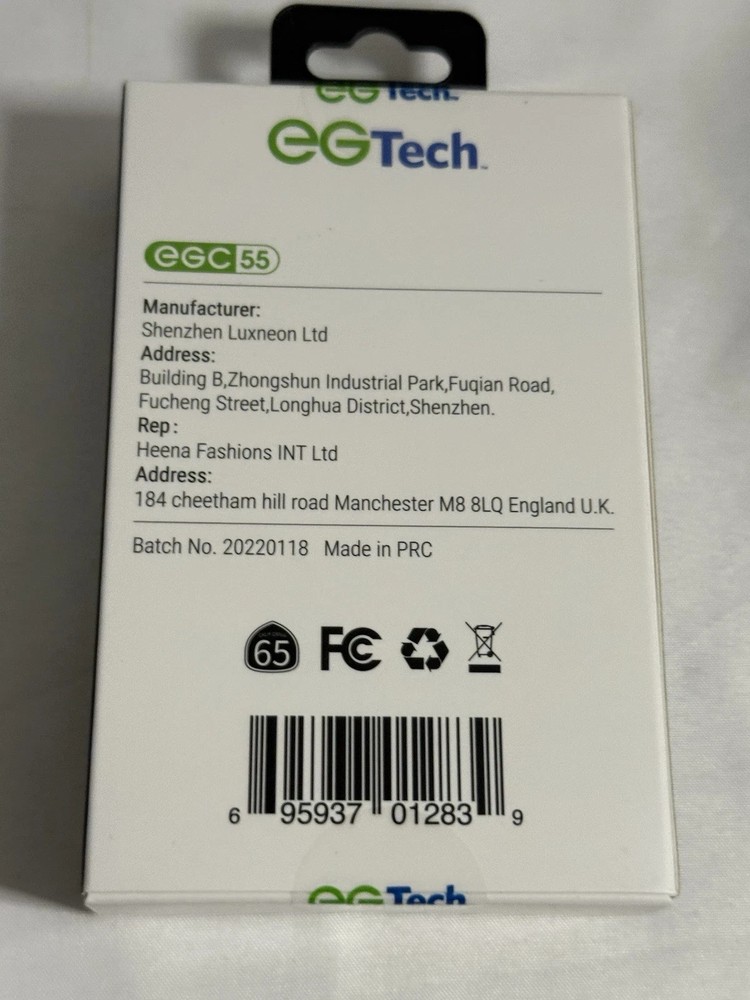 eGTech
eGTech™
eGC 55
Manufacturer:
Shenzhen Luxneon Ltd
Address:
Building B,Zhongshun Industrial Park,Fuqian Road,
Fucheng Street,Longhua District,Shenzhen.
Rep:
Heena Fashions INT Ltd
Address:
184 cheetham hill road Manchester M8 8LQ England U.K.
Batch No. 20220118 Made in PRC
65 FC
6 95937 01283 9
eGTech